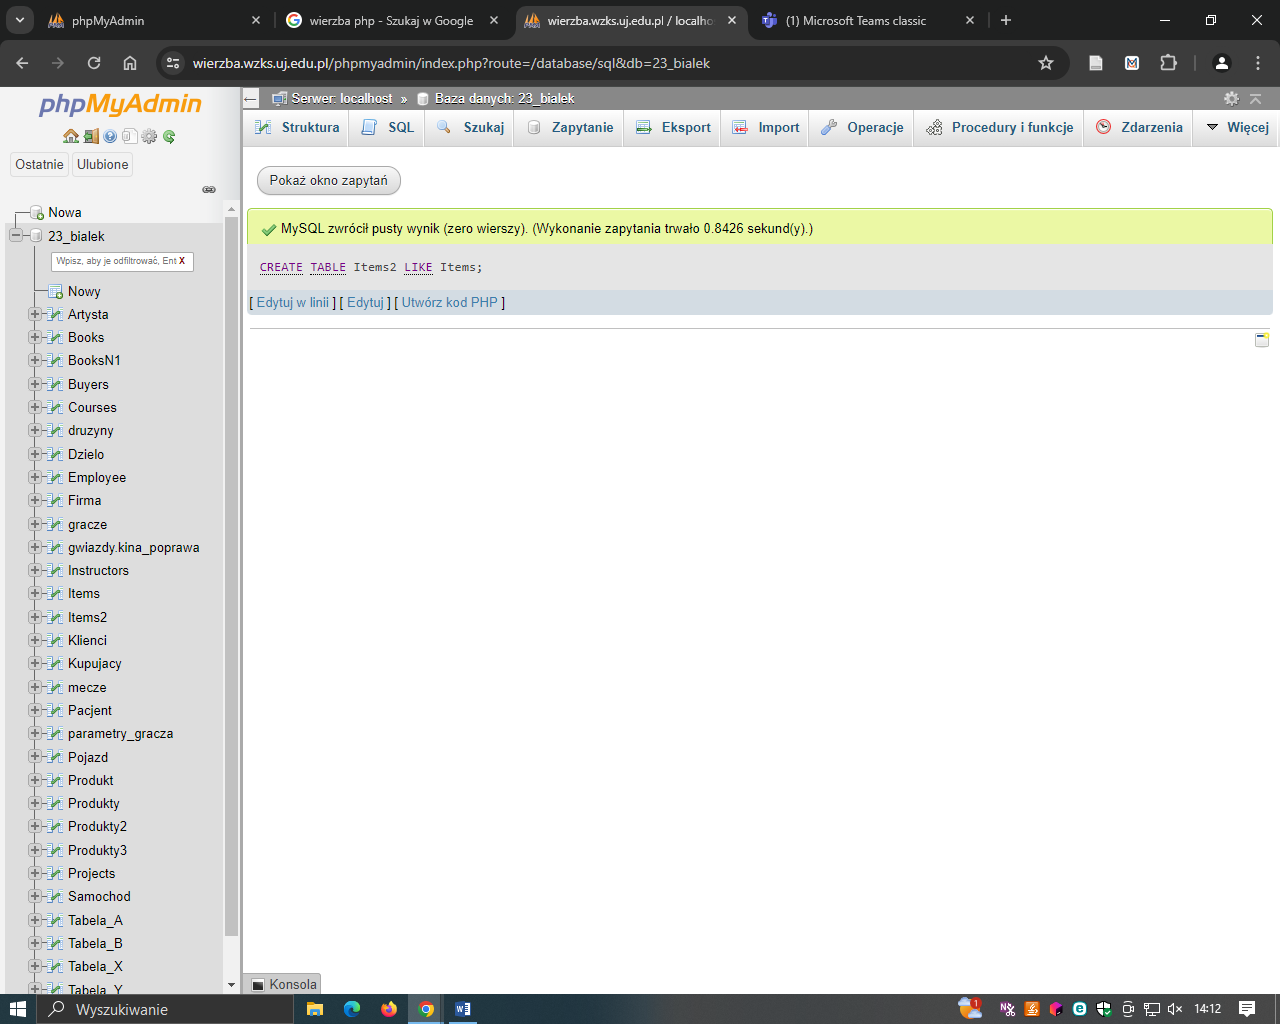 phpMyAdmin
wierzba php - Szukaj w Google
wierzba.wzks.uj.edu.pl / localho
(1) Microsoft Teams classic
wierzba.wzks.uj.edu.pl/phpmyadmin/index.php?route=/database/sql&db=23_bialek
phpMyAdmin
Ostatnie
Ulubione
Nowa
23_bialek
Wpisz, aby je odfiltrować, Ent X
Nowy
Artysta
Books
BooksN1
Buyers
Courses
druzyny
Dzielo
Employee
Firma
gracze
gwiazdy.kina_poprawa
Instructors
Items
Items2
Klienci
Kupujacy
mecze
Pacjent
parametry_gracza
Pojazd
Produkt
Produkty
Produkty2
Produkty3
Projects
Samochod
Tabela_A
Tabela_B
Tabela_X
Tabela_Y
Serwer: localhost » Baza danych: 23_bialek
Struktura
SQL
Szukaj
Zapytanie
Eksport
Import
Operacje
Procedury i funkcje
Zdarzenia
Więcej
Pokaż okno zapytań
MySQL zwrócił pusty wynik (zero wierszy). (Wykonanie zapytania trwało 0.8426 sekund(y).)
CREATE TABLE Items2 LIKE Items;
[ Edytuj w linii ] [ Edytuj ] [ Utwórz kod PHP ]
Konsola
Wyszukiwanie
1
14:12